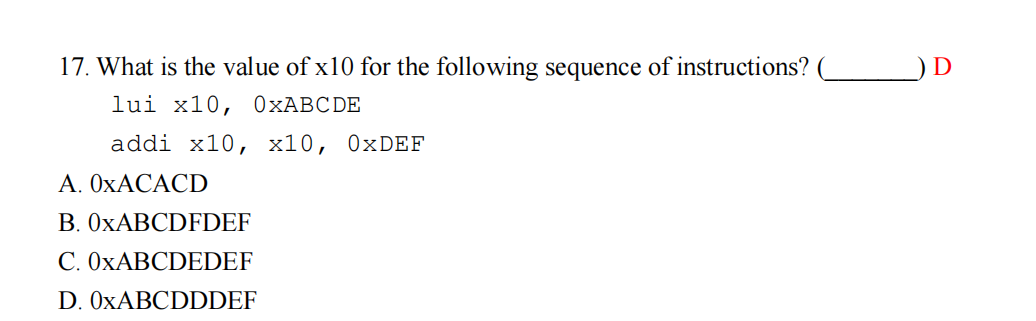 17. What is the value of x10 for the following sequence of instructions? (_______) D
lui x10, 0xABCDE
addi x10, x10, 0xDEF
A. 0xACACD
B. 0xABCDFDEF
C. 0xABCDEDEF
D. 0xABCDDDEF